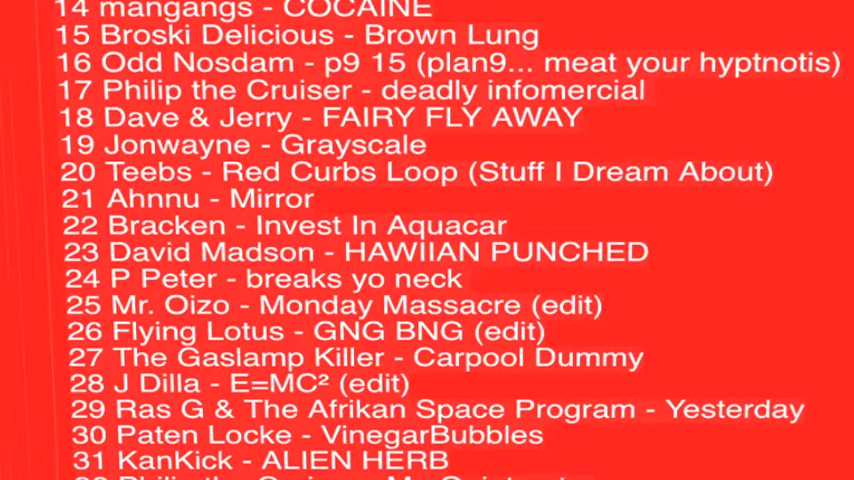 14 mangangs - COCAINE
15 Broski Delicious - Brown Lung
16 Odd Nosdam - p9 15 (plan9... meat your hyptnotis)
17 Philip the Cruiser - deadly infomercial
18 Dave & Jerry - FAIRY FLY AWAY
19 Jonwayne - Grayscale
20 Teebs - Red Curbs Loop (Stuff I Dream About)
21 Ahnnu - Mirror
22 Bracken - Invest In Aquacar
23 David Madson - HAWIIAN PUNCHED
24 P Peter - breaks yo neck
25 Mr. Oizo - Monday Massacre (edit)
26 Flying Lotus - GNG BNG (edit)
27 The Gaslamp Killer - Carpool Dummy
28 J Dilla - E=MC² (edit)
29 Ras G & The Afrikan Space Program - Yesterday
30 Paten Locke - VinegarBubbles
31 KanKick - ALIEN HERB